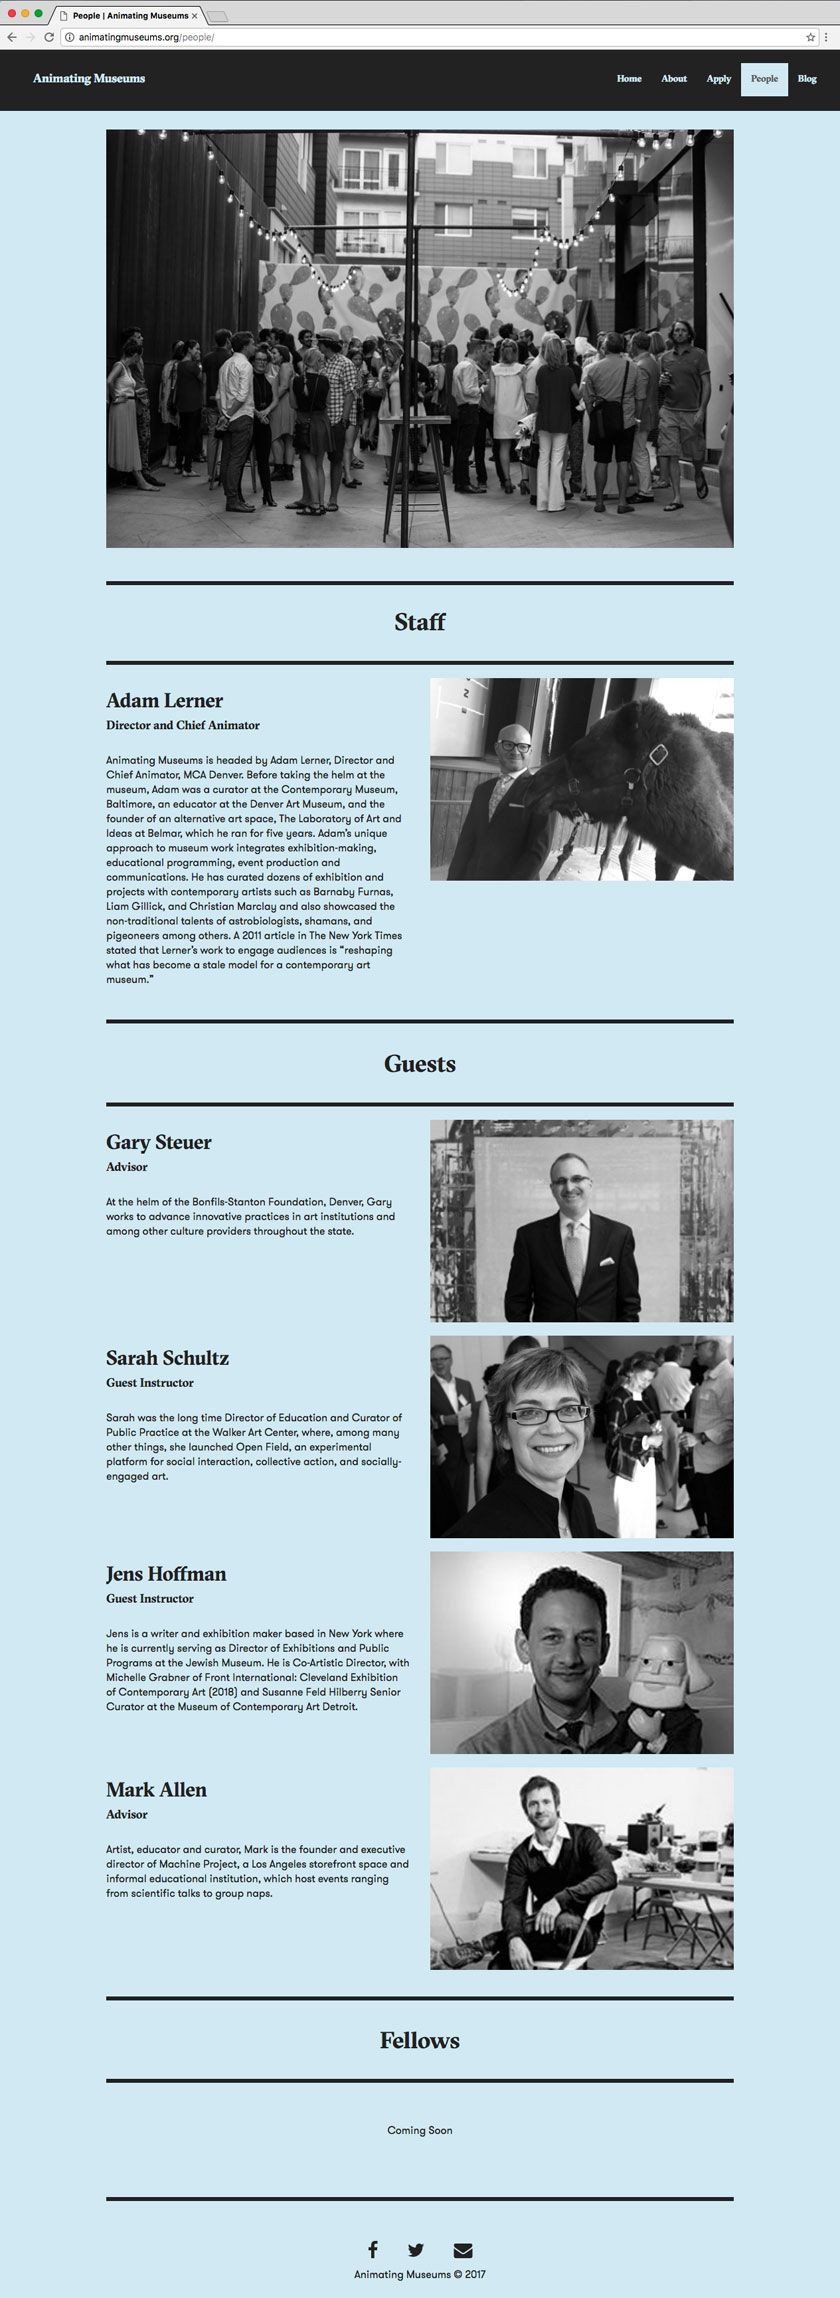 People | Animating Museums
animatingmuseums.org/people/
Animating Museums
Home About Apply People Blog
Staff
Adam Lerner
Director and Chief Animator
Animating Museums is headed by Adam Lerner, Director and
Chief Animator, MCA Denver. Before taking the helm at the
museum, Adam was a curator at the Contemporary Museum,
Baltimore, an educator at the Denver Art Museum, and the
founder of an alternative art space, The Laboratory of Art and
Ideas at Belmar, which he ran for five years. Adam’s unique
approach to museum work integrates exhibition-making,
educational programming, event production and
communications. He has curated dozens of exhibition and
projects with contemporary artists such as Barnaby Furnas,
Liam Gillick, and Christian Marclay and also showcased the
non-traditional talents of astrobiologists, shamans, and
pigeoneers among others. A 2011 article in The New York Times
stated that Lerner’s work to engage audiences is “reshaping
what has become a stale model for a contemporary art
museum.”
Guests
Gary Steuer
Advisor
At the helm of the Bonfils-Stanton Foundation, Denver, Gary
works to advance innovative practices in art institutions and
among other culture providers throughout the state.
Sarah Schultz
Guest Instructor
Sarah was the long time Director of Education and Curator of
Public Practice at the Walker Art Center, where, among many
other things, she launched Open Field, an experimental
platform for social interaction, collective action, and socially-
engaged art.
Jens Hoffman
Guest Instructor
Jens is a writer and exhibition maker based in New York where
he is currently serving as Director of Exhibitions and Public
Programs at the Jewish Museum. He is Co-Artistic Director, with
Michelle Grabner of Front International: Cleveland Exhibition
of Contemporary Art (2018) and Susanne Feld Hilberry Senior
Curator at the Museum of Contemporary Art Detroit.
Mark Allen
Advisor
Artist, educator and curator, Mark is the founder and executive
director of Machine Project, a Los Angeles storefront space and
informal educational institution, which host events ranging
from scientific talks to group naps.
Fellows
Coming Soon
Animating Museums © 2017